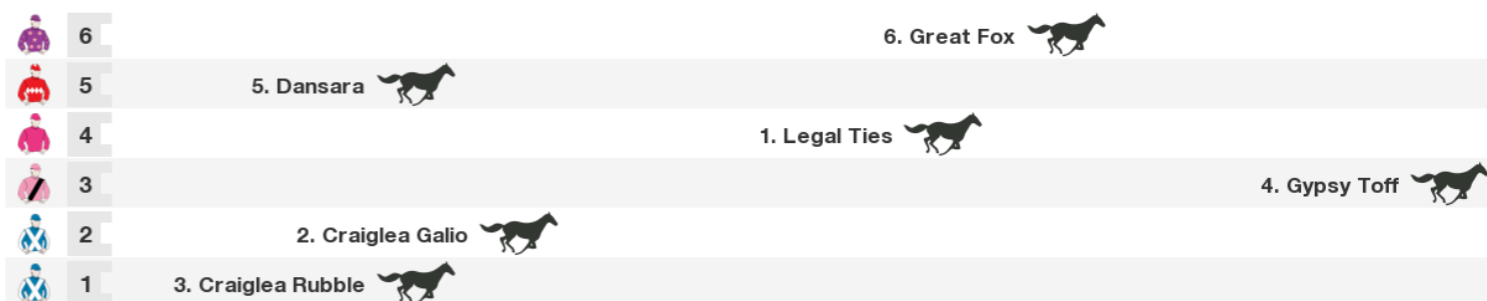 6 6. Great Fox
5 5. Dansara
4 1. Legal Ties
3 4. Gypsy Toff
2 2. Craiglea Galio
1 3. Craiglea Rubble